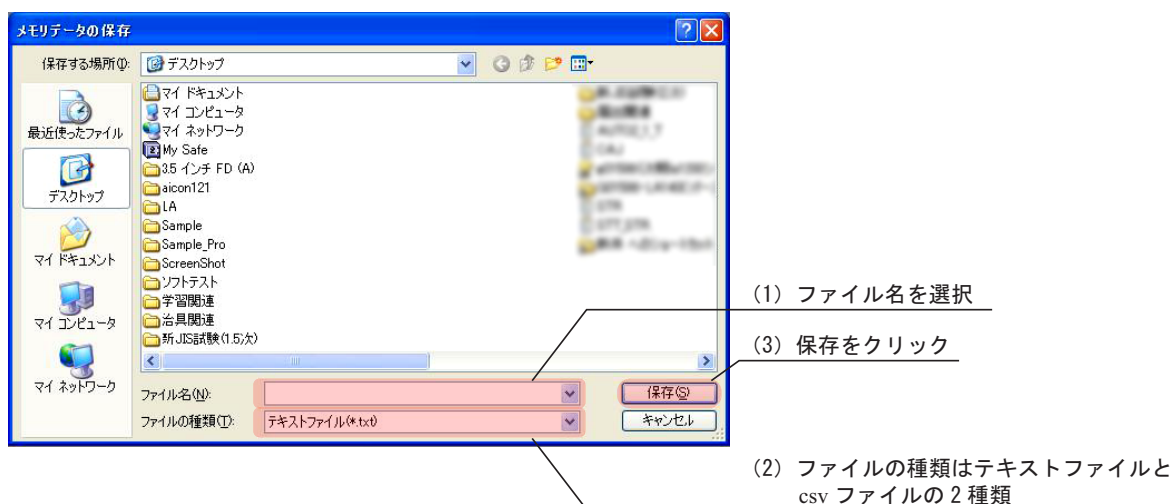 メモリデータの保存
保存する場所(I):
デスクトップ
最近使ったファイル
デスクトップ
マイ ドキュメント
マイ コンピュータ
マイ ネットワーク
マイ ドキュメント
マイ コンピュータ
マイ ネットワーク
My Safe
3.5 インチ FD (A)
aicon121
LA
Sample
Sample_Pro
ScreenShot
ソフトテスト
学習関連
治具関連
新JIS試験(1.5次)
ファイル名(N):
保存(S)
ファイルの種類(T):
テキストファイル(*.txt)
キャンセル
(1) ファイル名を選択
(3) 保存をクリック
(2) ファイルの種類はテキストファイルと
csv ファイルの 2 種類